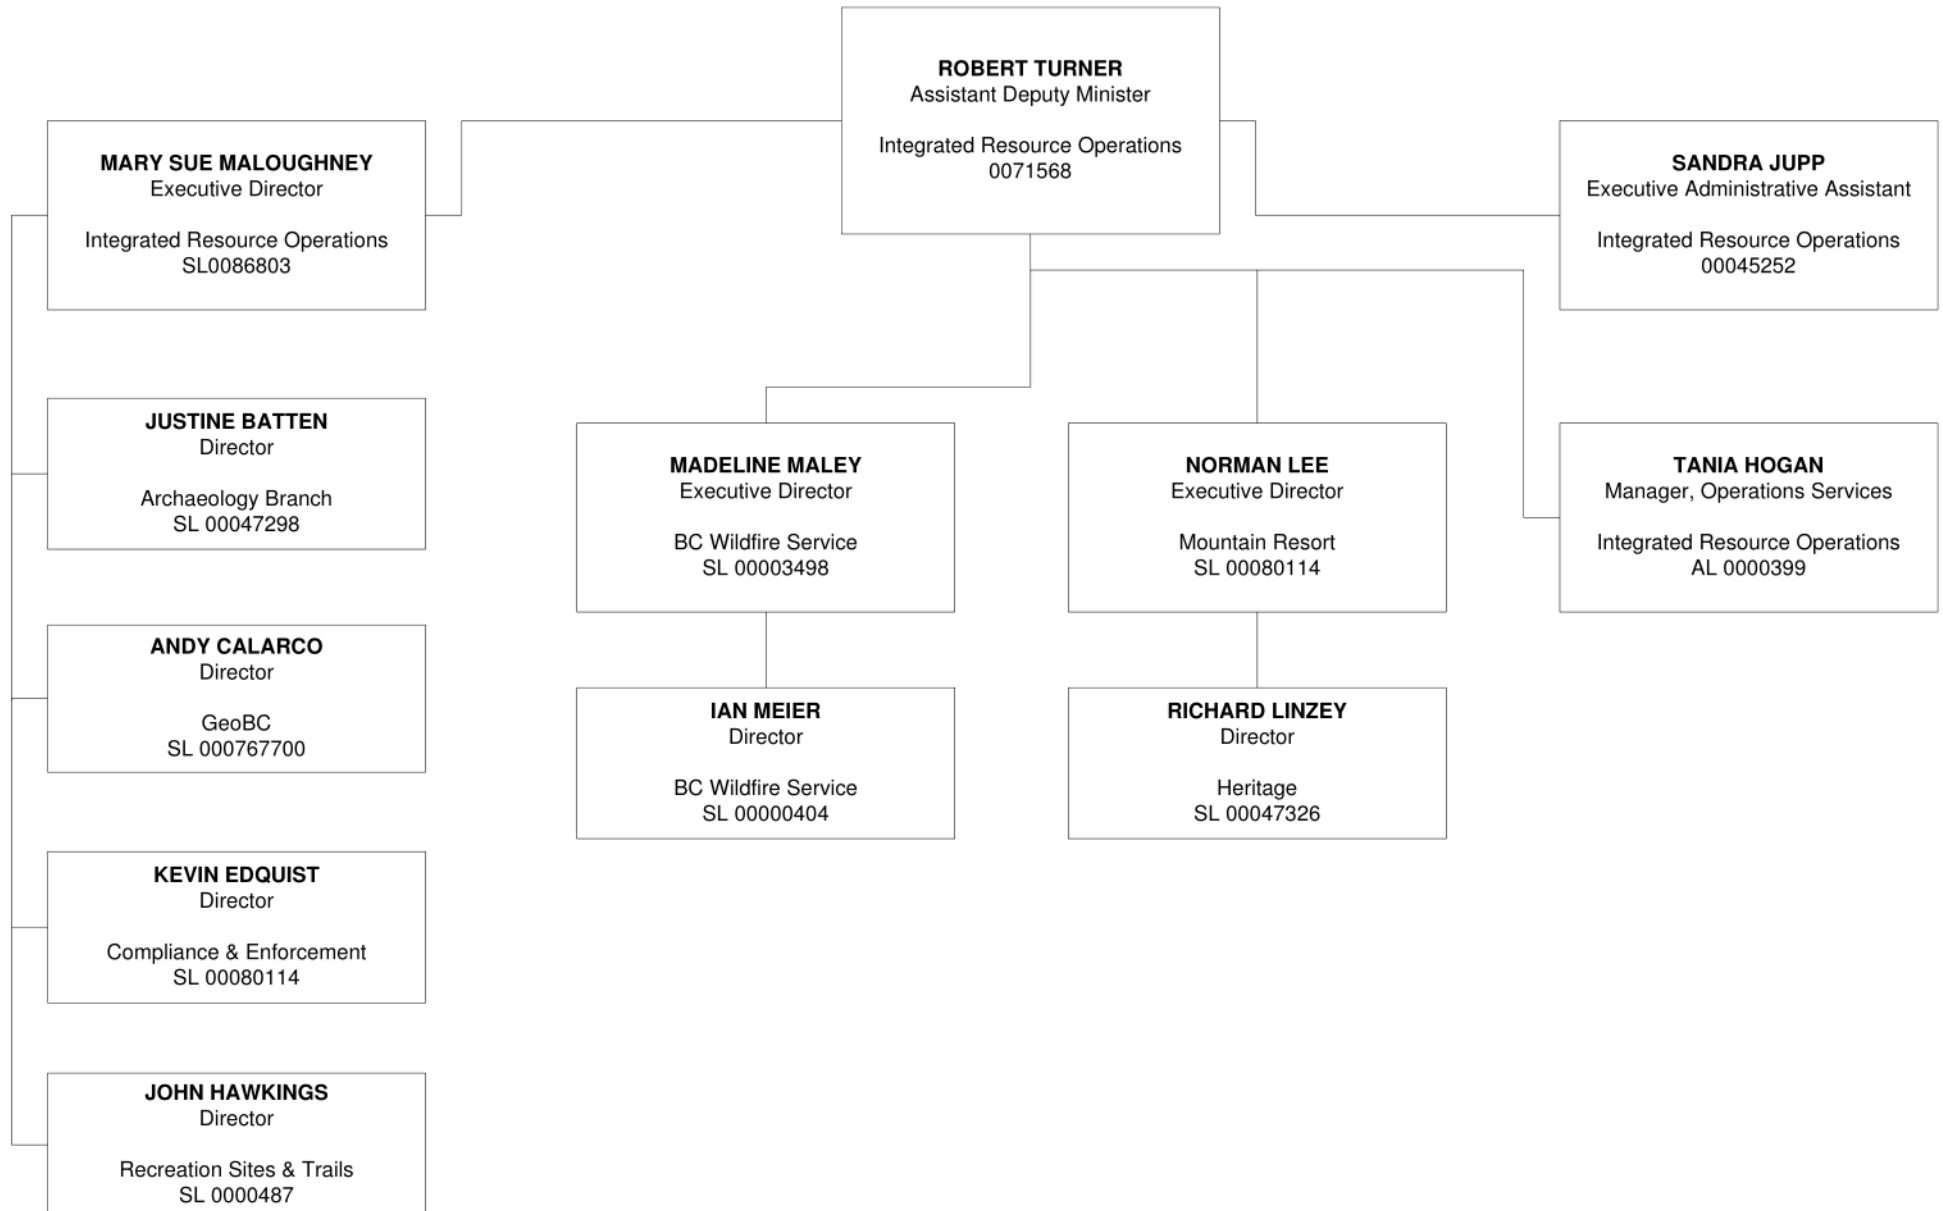 ROBERT TURNER
Assistant Deputy Minister
Integrated Resource Operations
0071568
MARY SUE MALOUGHNEY
Executive Director
Integrated Resource Operations
SL0086803
SANDRA JUPP
Executive Administrative Assistant
Integrated Resource Operations
00045252
JUSTINE BATTEN
Director
Archaeology Branch
SL 00047298
MADELINE MALEY
Executive Director
BC Wildfire Service
SL 00003498
NORMAN LEE
Executive Director
Mountain Resort
SL 00080114
TANIA HOGAN
Manager, Operations Services
Integrated Resource Operations
AL 0000399
ANDY CALARCO
Director
GeoBC
SL 000767700
IAN MEIER
Director
BC Wildfire Service
SL 00000404
RICHARD LINZEY
Director
Heritage
SL 00047326
KEVIN EDQUIST
Director
Compliance & Enforcement
SL 00080114
JOHN HAWKINGS
Director
Recreation Sites & Trails
SL 0000487